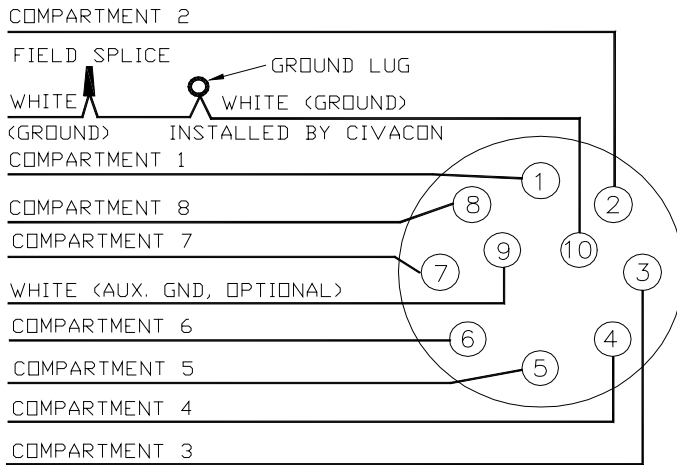 COMPARTMENT 2
FIELD SPLICE
GROUND LUG
WHITE
WHITE (GROUND)
(GROUND)
INSTALLED BY CIVACON
COMPARTMENT 1
1
COMPARTMENT 8
8
2
COMPARTMENT 7
9
10
7
3
WHITE (AUX. GND, OPTIONAL)
COMPARTMENT 6
6
4
COMPARTMENT 5
5
COMPARTMENT 4
COMPARTMENT 3